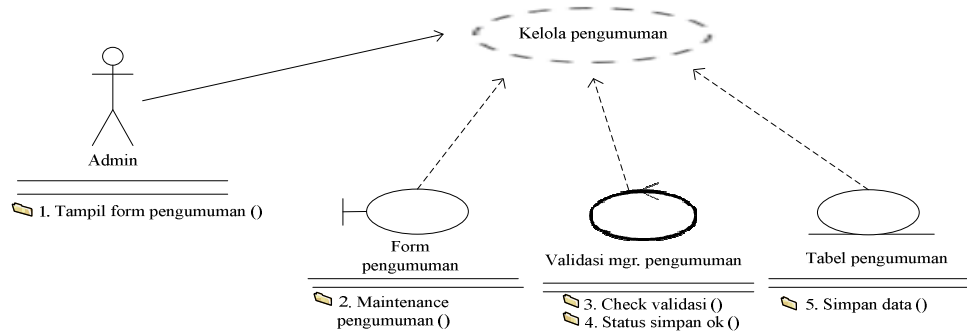 Kelola pengumuman
Admin
1. Tampil form pengumuman ()
Form
pengumuman
2. Maintenance
pengumuman ()
Validasi mgr. pengumuman
3. Check validasi ()
4. Status simpan ok ()
Tabel pengumuman
5. Simpan data ()